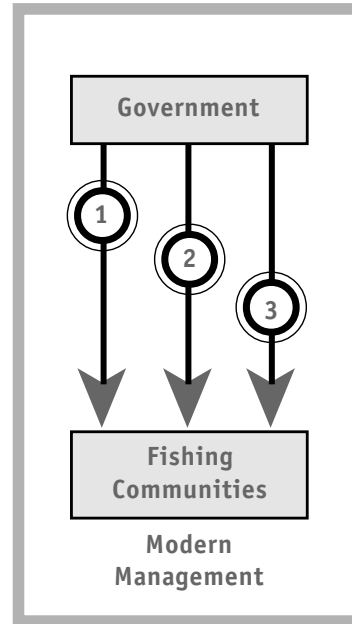 Government
1
2
3
Fishing
Communities
Modern
Management